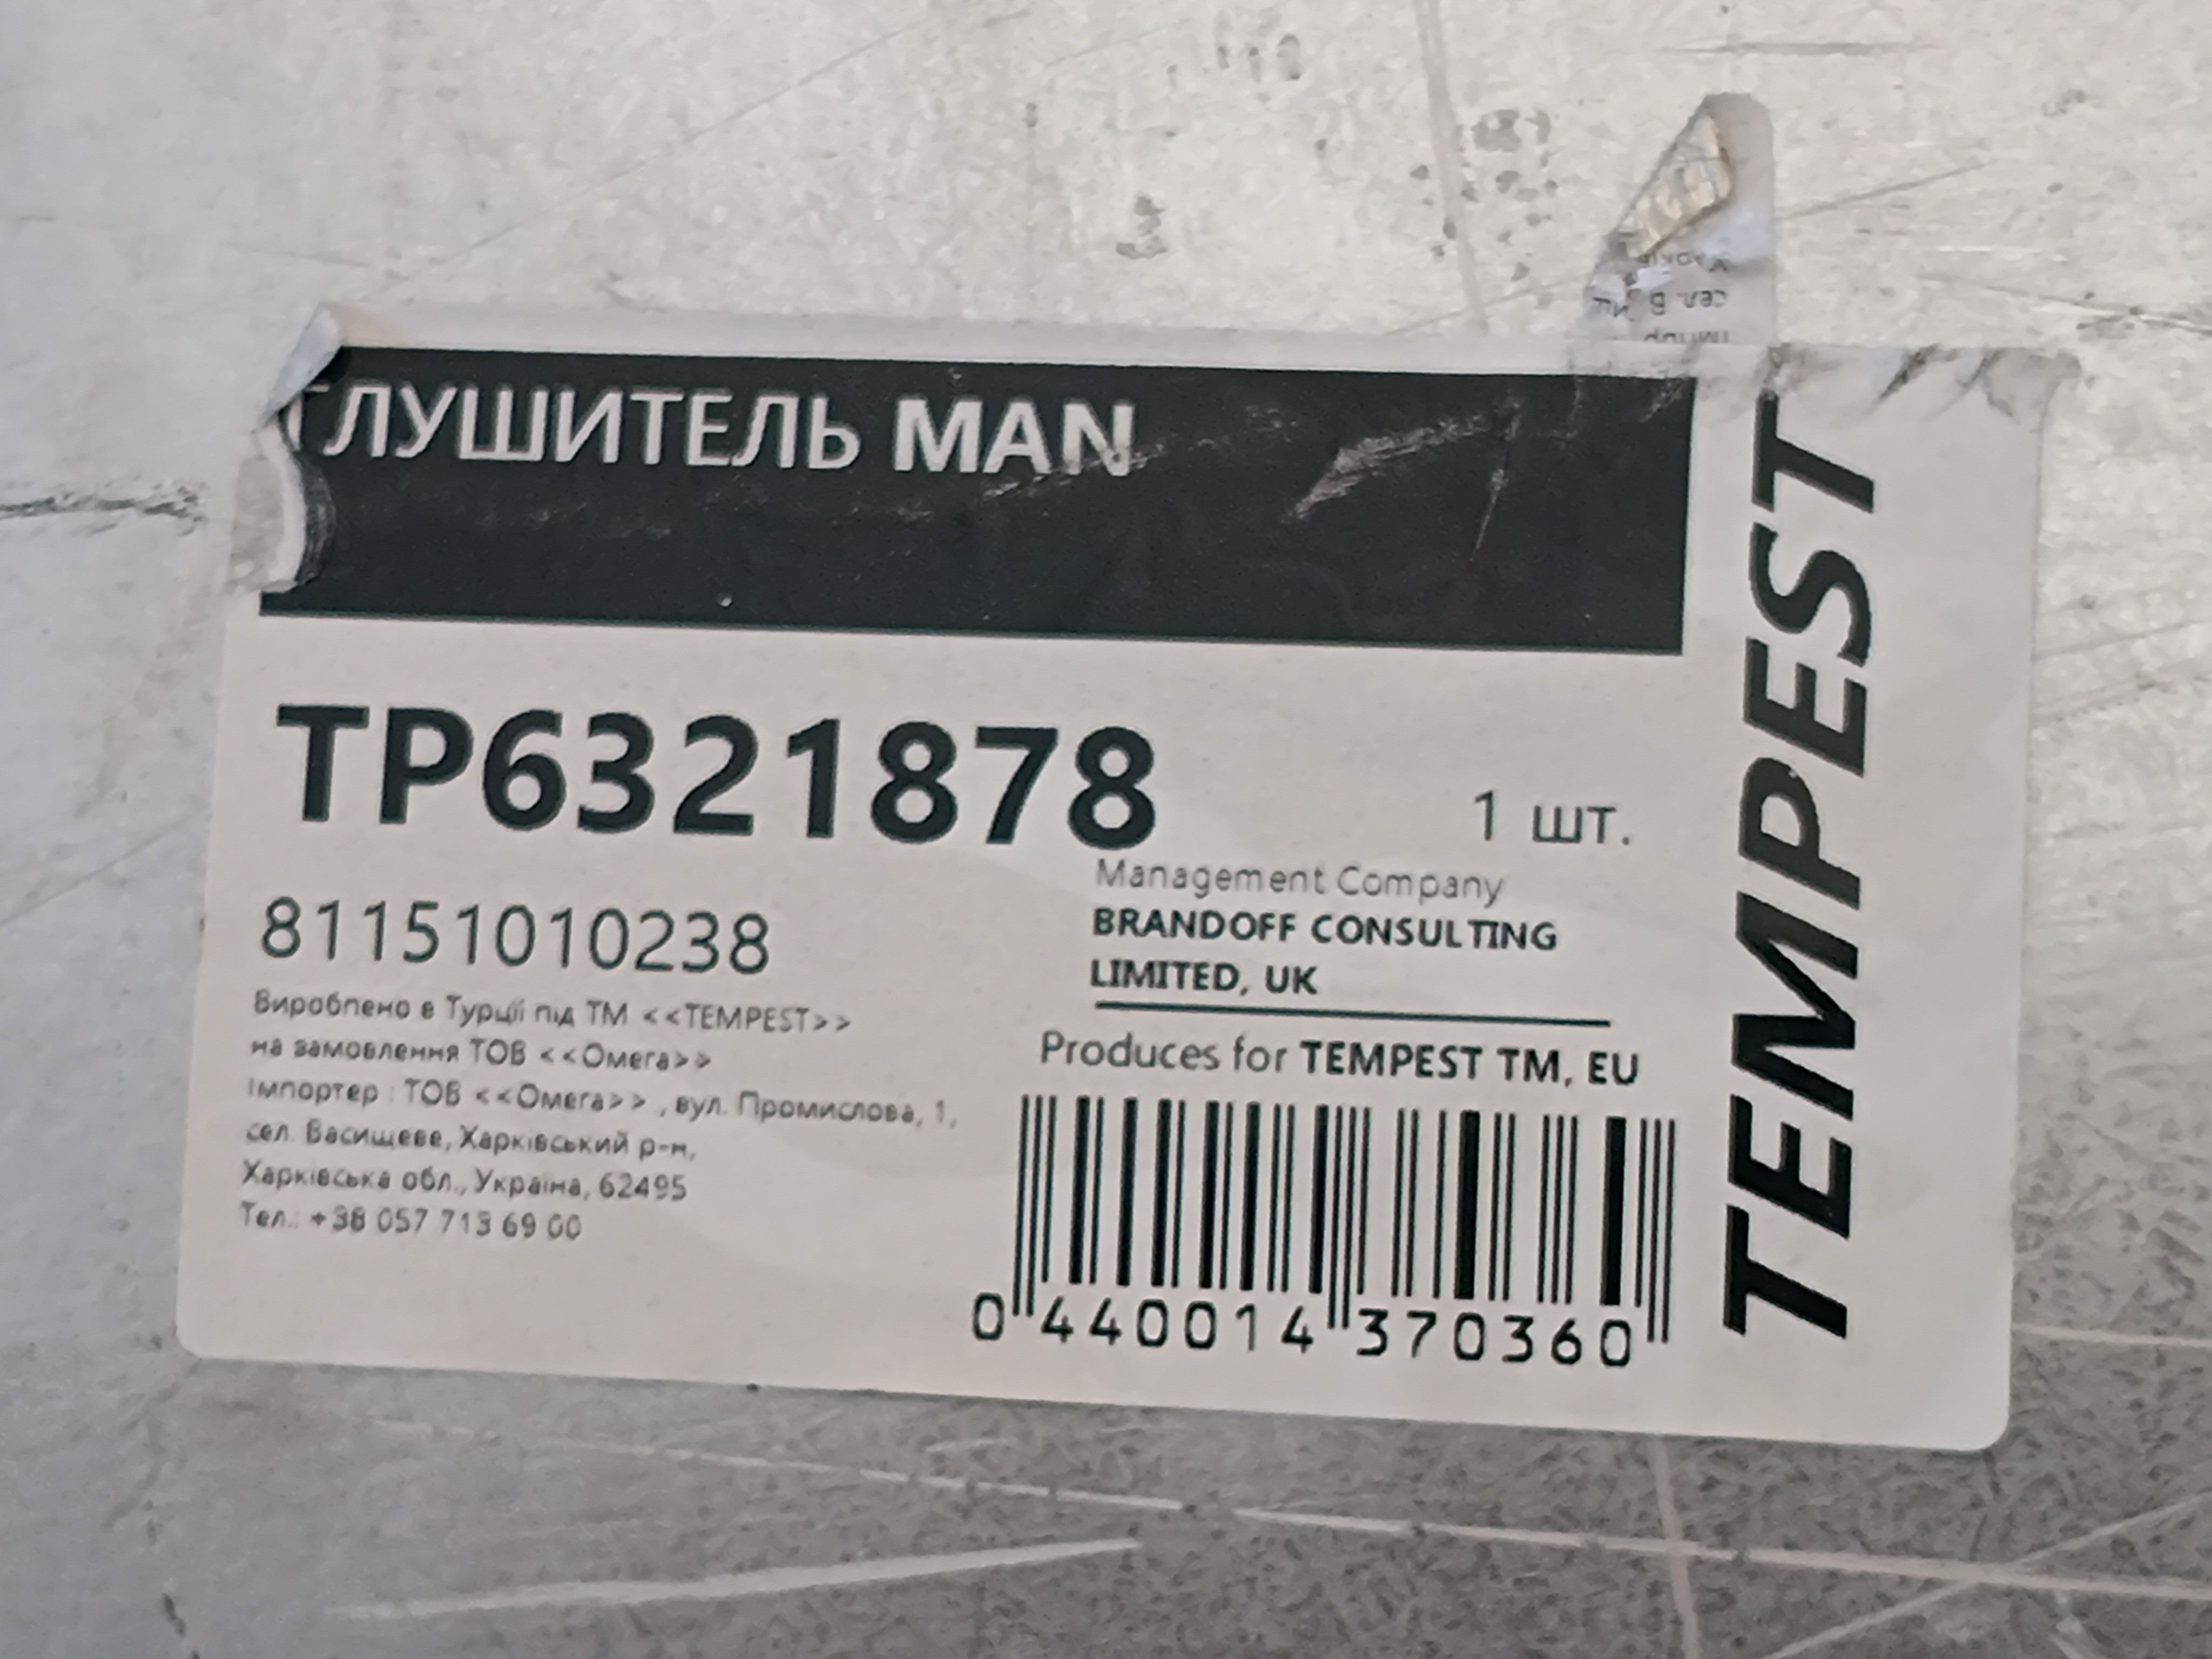 ГЛУШИТЕЛЬ MAN
TP6321878
1 шт.
81151010238
Management Company
BRANDOFF CONSULTING
LIMITED, UK
Produces for TEMPEST TM, EU
Вироблено в Турції під ТМ <<TEMPEST>>
на замовлення ТОВ <<Омега>>
Імпортер : ТОВ <<Омега>> , вул. Промислова, 1,
сел. Васищеве, Харківський р-н,
Харківська обл., Україна, 62495
Тел.: +38 057 713 69 00
0 440014 370360
TEMPEST